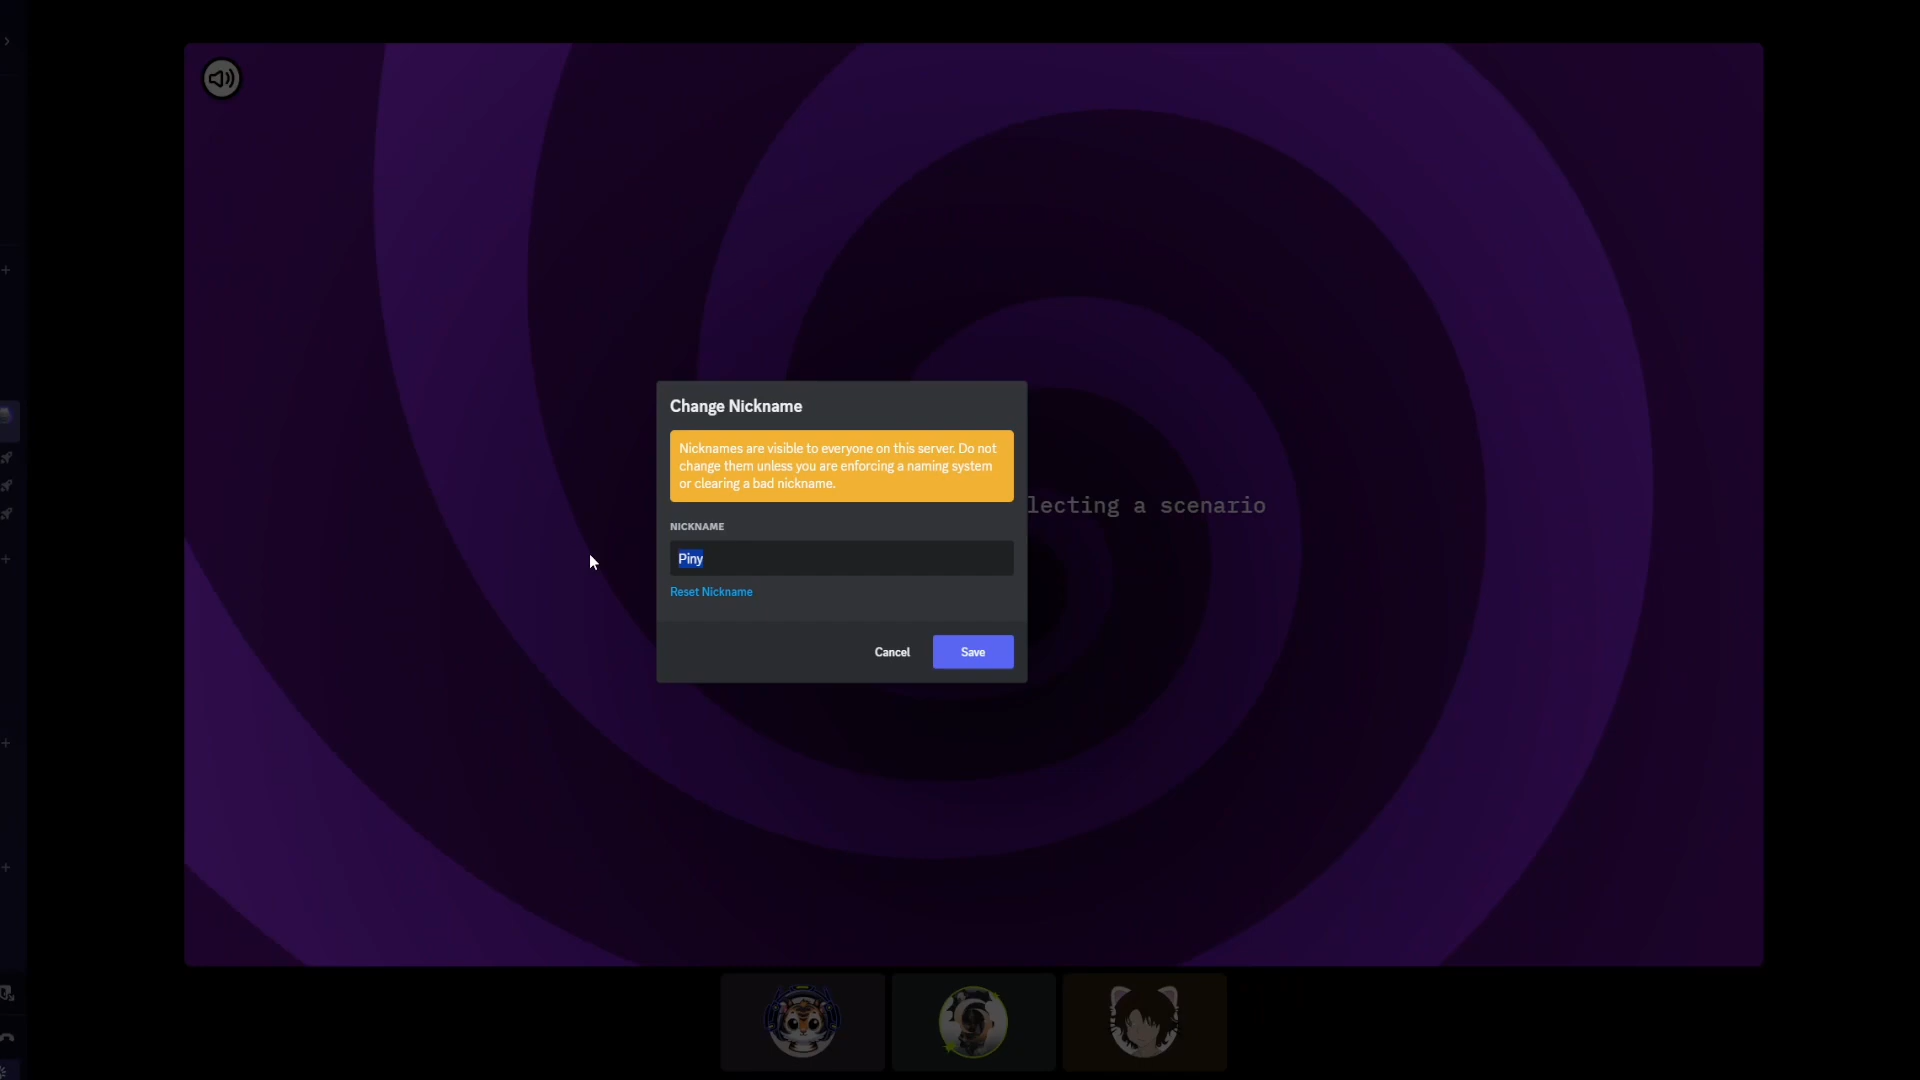 Change Nickname
Nicknames are visible to everyone on this server. Do not
change them unless you are enforcing a naming system
or clearing a bad nickname.
lecting a scenario
NICKNAME
Piny
Reset Nickname
Cancel
Save